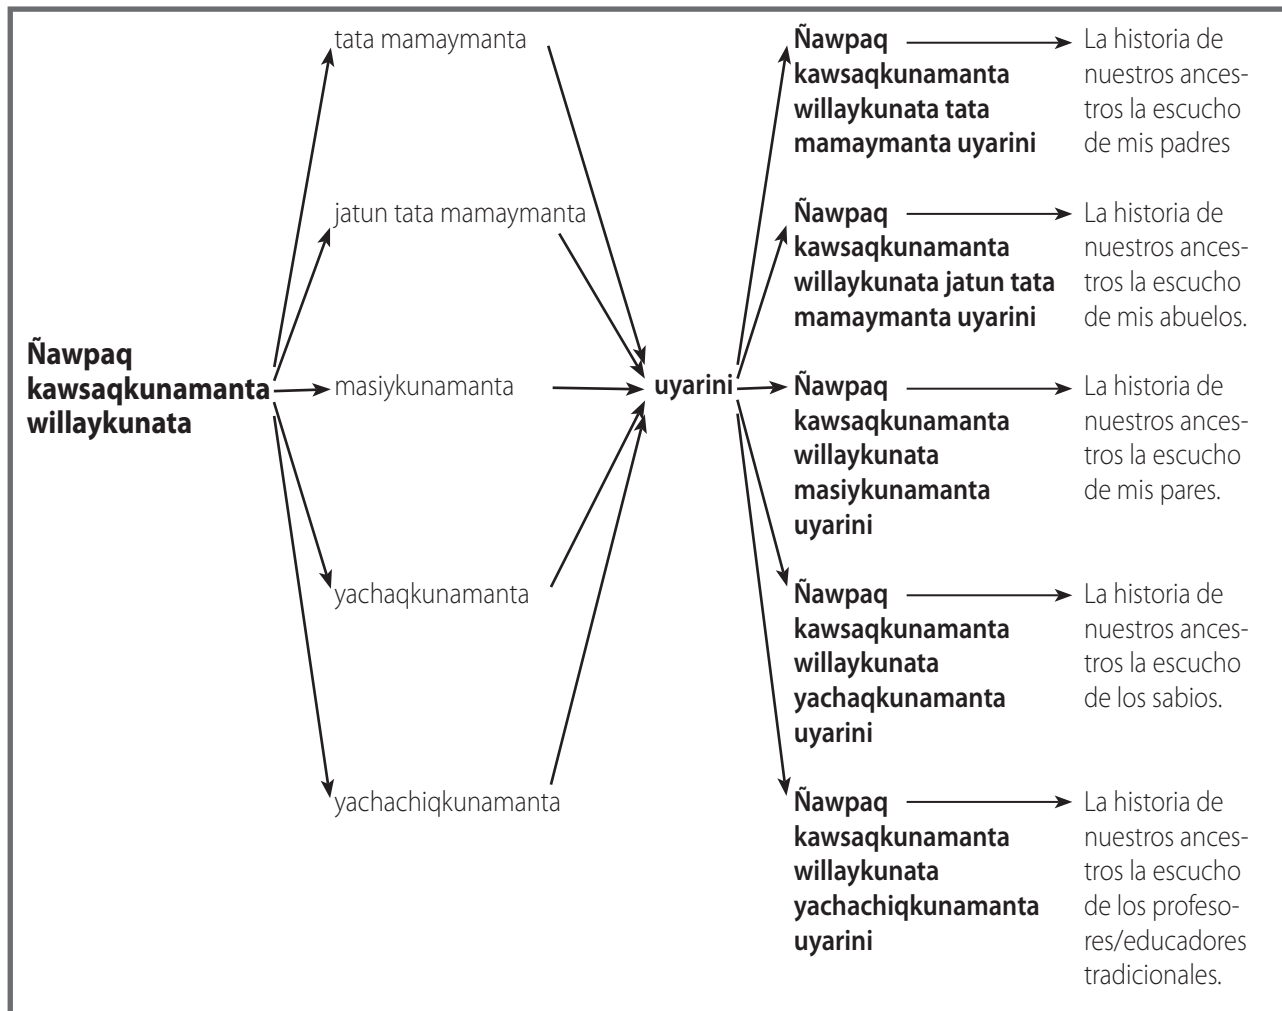 Ñawpaq
kawsaqkunamanta
willaykunata
tata mamaymanta
jatun tata mamaymanta
masiykunamanta
yachaqkunamanta
yachachiqkunamanta
uyarini
Ñawpaq
kawsaqkunamanta
willaykunata tata
mamaymanta uyarini
La historia de
nuestros ances-
tros la escucho
de mis padres
Ñawpaq
kawsaqkunamanta
willaykunata jatun tata
mamaymanta uyarini
La historia de
nuestros ances-
tros la escucho
de mis abuelos.
Ñawpaq
kawsaqkunamanta
willaykunata
masiykunamanta
uyarini
La historia de
nuestros ances-
tros la escucho
de mis pares.
Ñawpaq
kawsaqkunamanta
willaykunata
yachaqkunamanta
uyarini
La historia de
nuestros ances-
tros la escucho
de los sabios.
Ñawpaq
kawsaqkunamanta
willaykunata
yachachiqkunamanta
uyarini
La historia de
nuestros ances-
tros la escucho
de los profeso-
res/educadores
tradicionales.